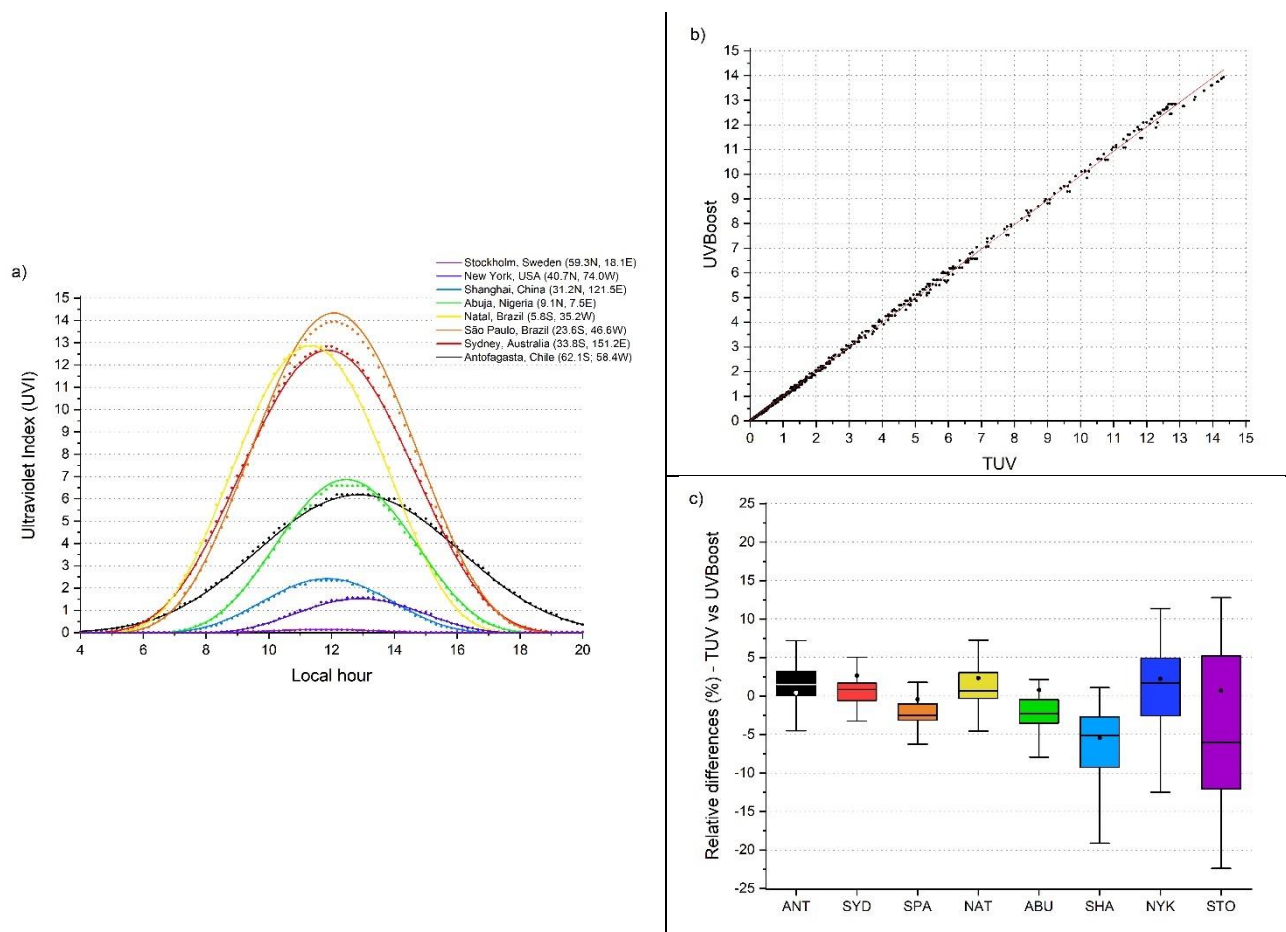 a)
Stockholm, Sweden (59.3N, 18.1E)
New York, USA (40.7N, 74.0W)
Shanghai, China (31.2N, 121.5E)
Abuja, Nigeria (9.1N, 7.5E)
Natal, Brazil (5.8S, 35.2W)
São Paulo, Brazil (23.6S, 46.6W)
Sydney, Australia (33.8S, 151.2E)
Antofagasta, Chile (62.1S; 58.4W)
Ultraviolet Index (UVI)
15
14
13
12
11
10
9
8
7
6
5
4
3
2
1
0
4 6 8 10 12 14 16 18 20
Local hour
b)
UVBoost
15
14
13
12
11
10
9
8
7
6
5
4
3
2
1
0
0 1 2 3 4 5 6 7 8 9 10 11 12 13 14 15
TUV
c)
Relative differences (%) - TUV vs UVBoost
25
20
15
10
5
0
-5
-10
-15
-20
-25
ANT SYD SPA NAT ABU SHA NYK STO